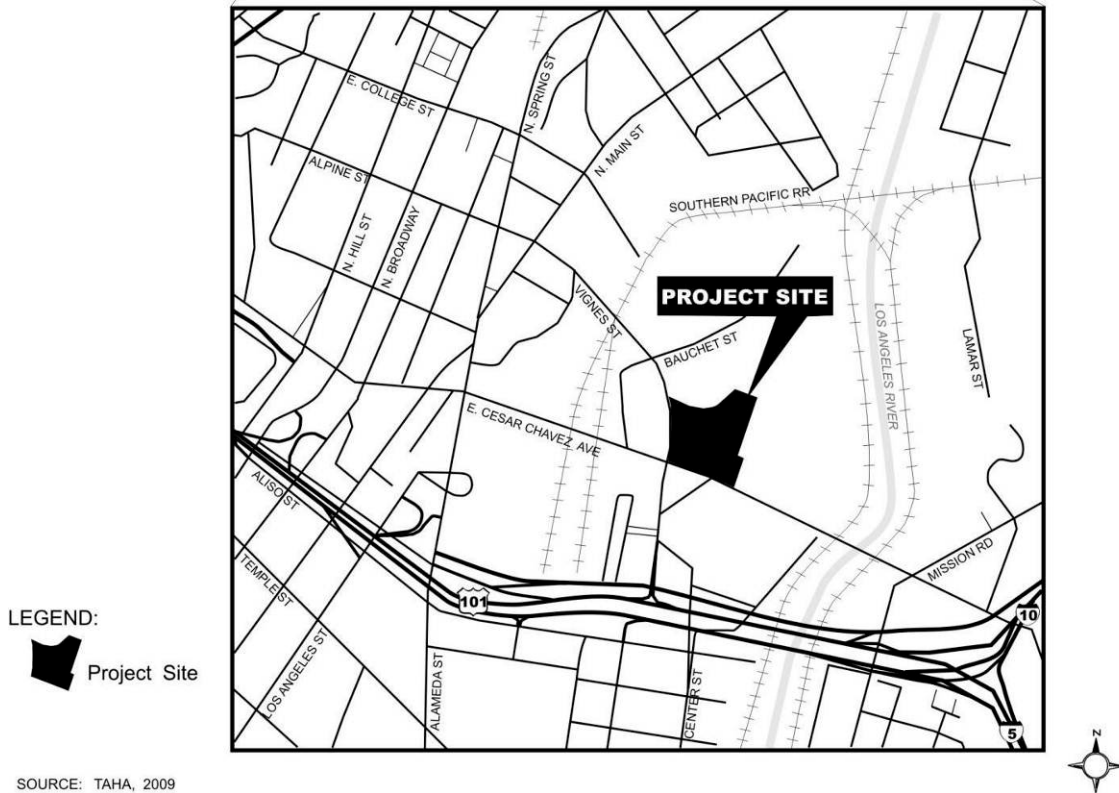 E. COLLEGE ST
N. SPRING ST
N. MAIN ST
ALPINE ST
SOUTHERN PACIFIC RR
N. HILL ST
N. BROADWAY
PROJECT SITE
VIGNES ST
BAUCHET ST
LOS ANGELES RIVER
LAMAR ST
E. CESAR CHAVEZ AVE
ALISO ST
TEMPLE ST
MISSION RD
101
10
LEGEND:
Project Site
LOS ANGELES ST
ALAMEDA ST
CENTER ST
5
N
SOURCE: TAHA, 2009